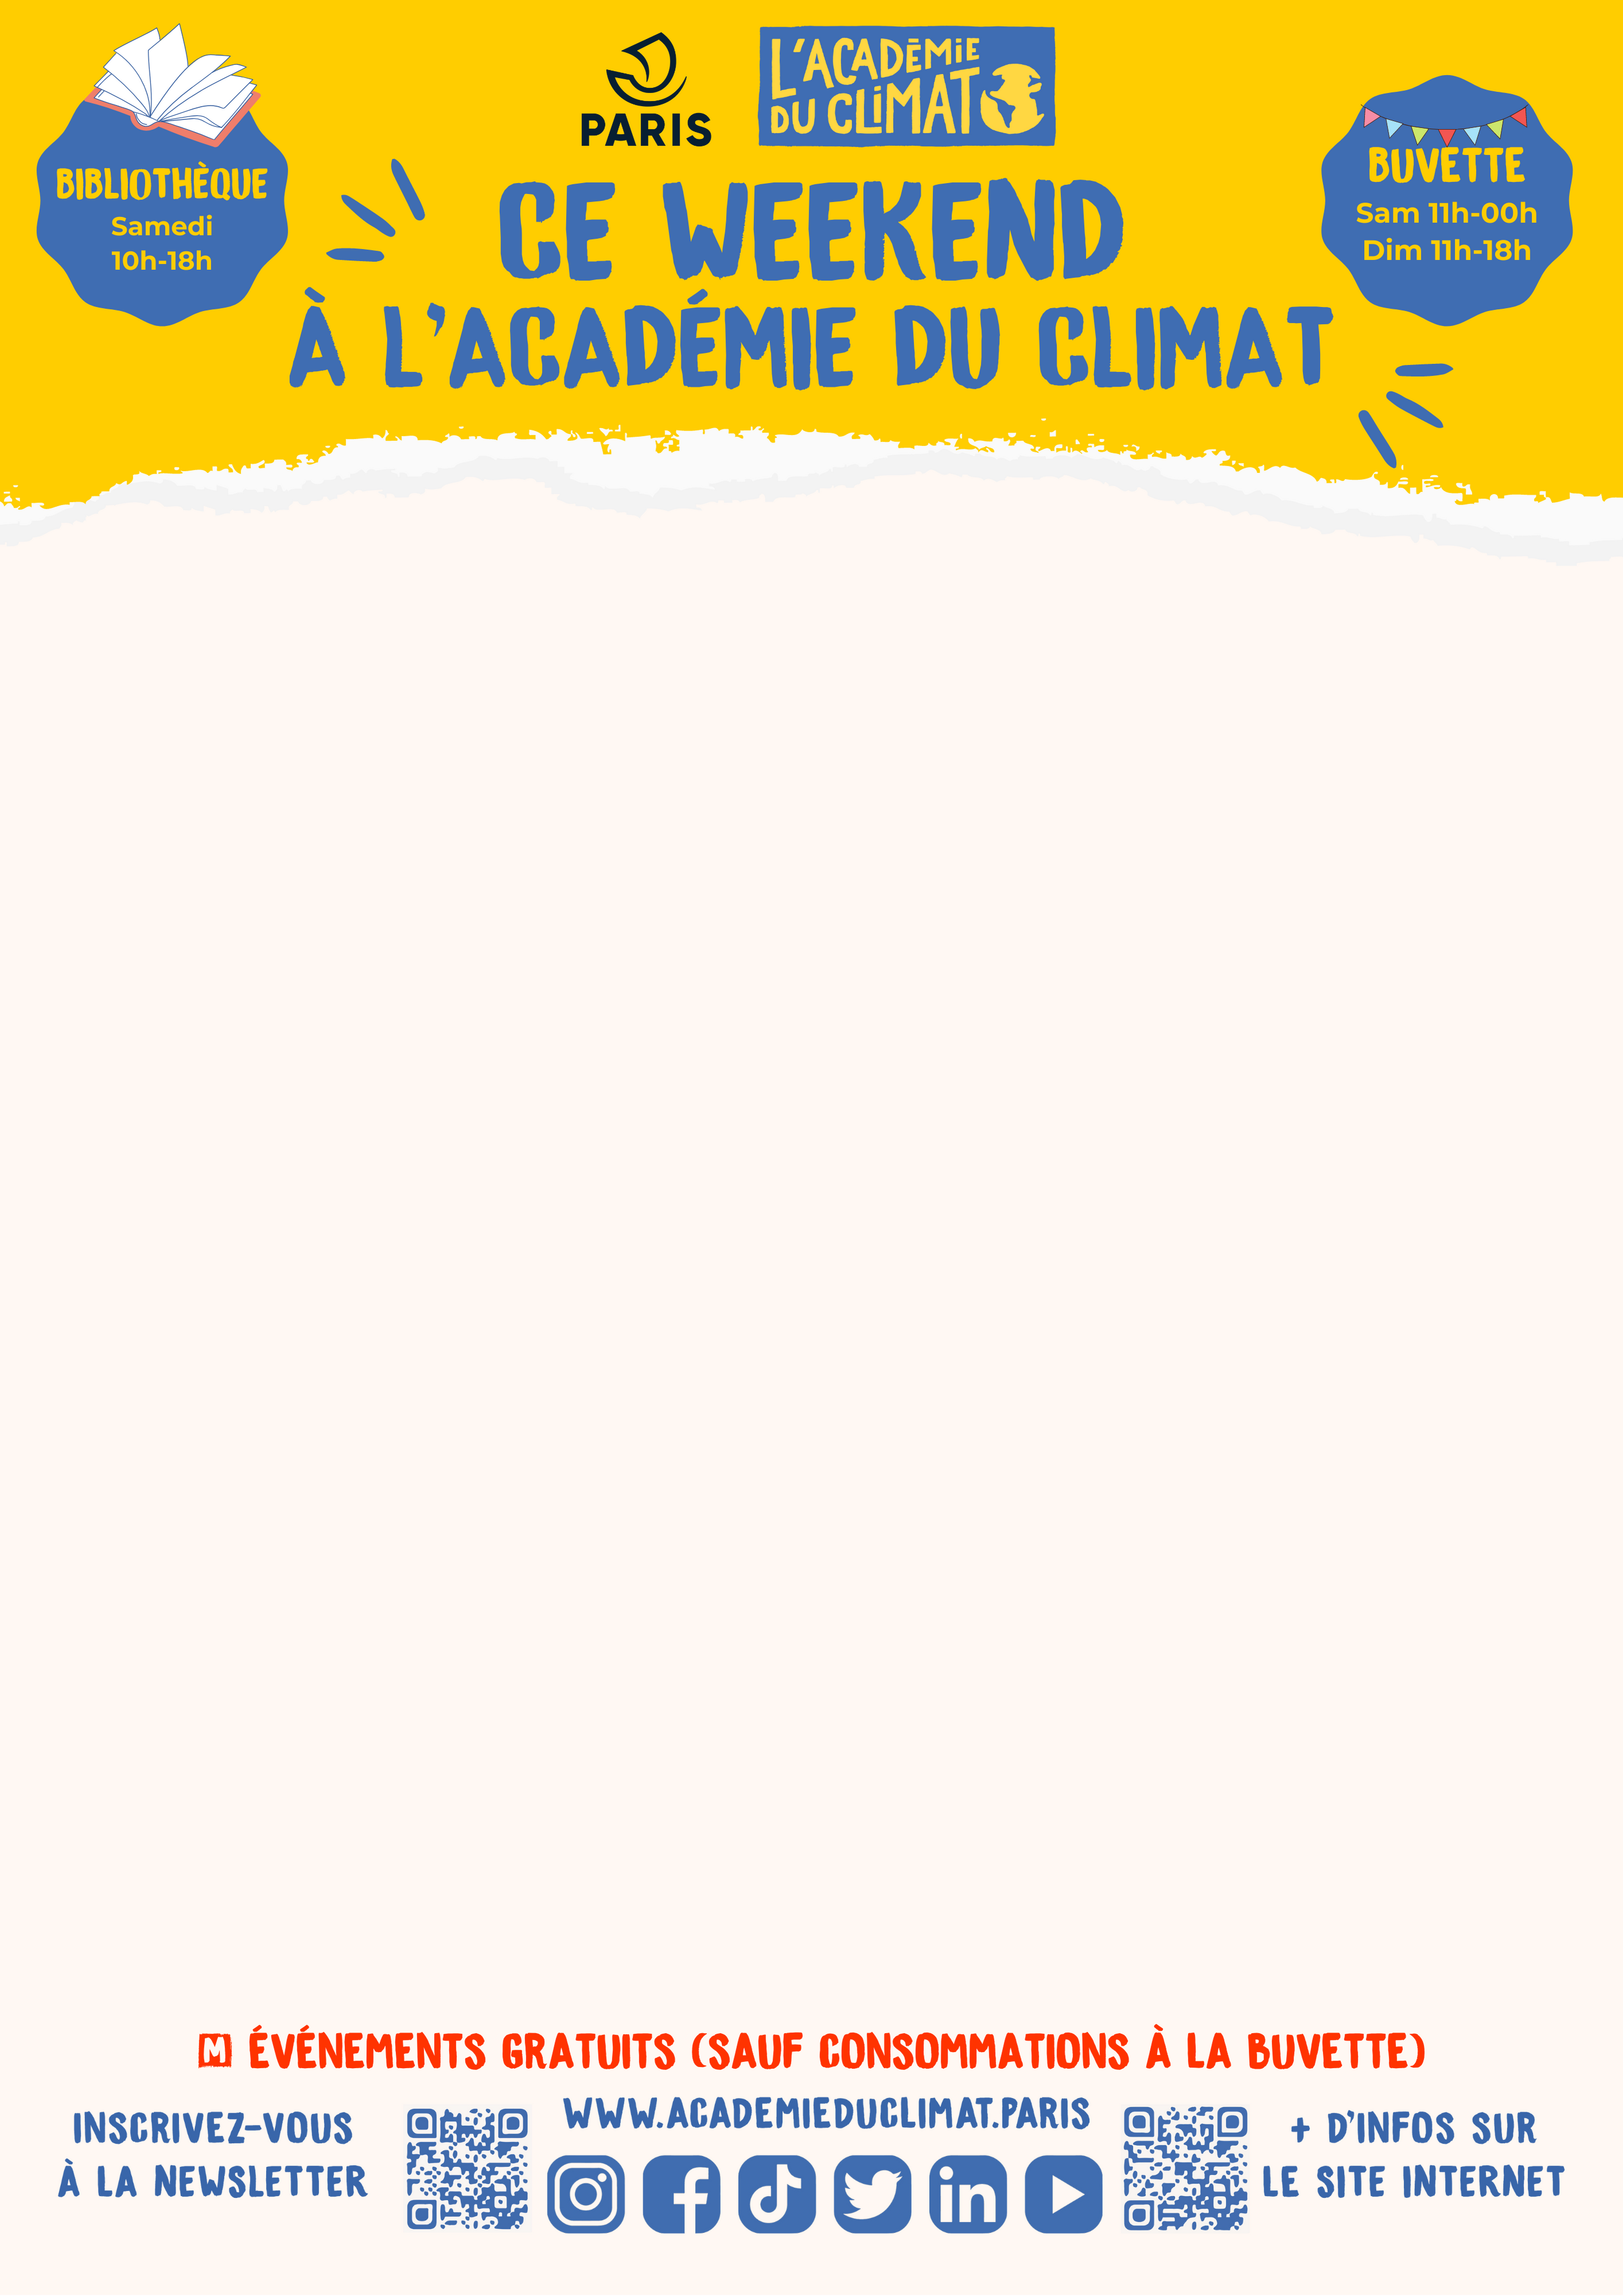 PARIS
L'ACADÉMIE
DU CLIMAT
BIBLIOTHÈQUE
Samedi
10h-18h
BUVETTE
Sam 11h-00h
Dim 11h-18h
CE WEEKEND
À L'ACADÉMIE DU CLIMAT
M ÉVÉNEMENTS GRATUITS (SAUF CONSOMMATIONS À LA BUVETTE)
INSCRIVEZ-VOUS
À LA NEWSLETTER
WWW.ACADEMIEDUCLIMAT.PARIS
in
+ D'INFOS SUR
LE SITE INTERNET